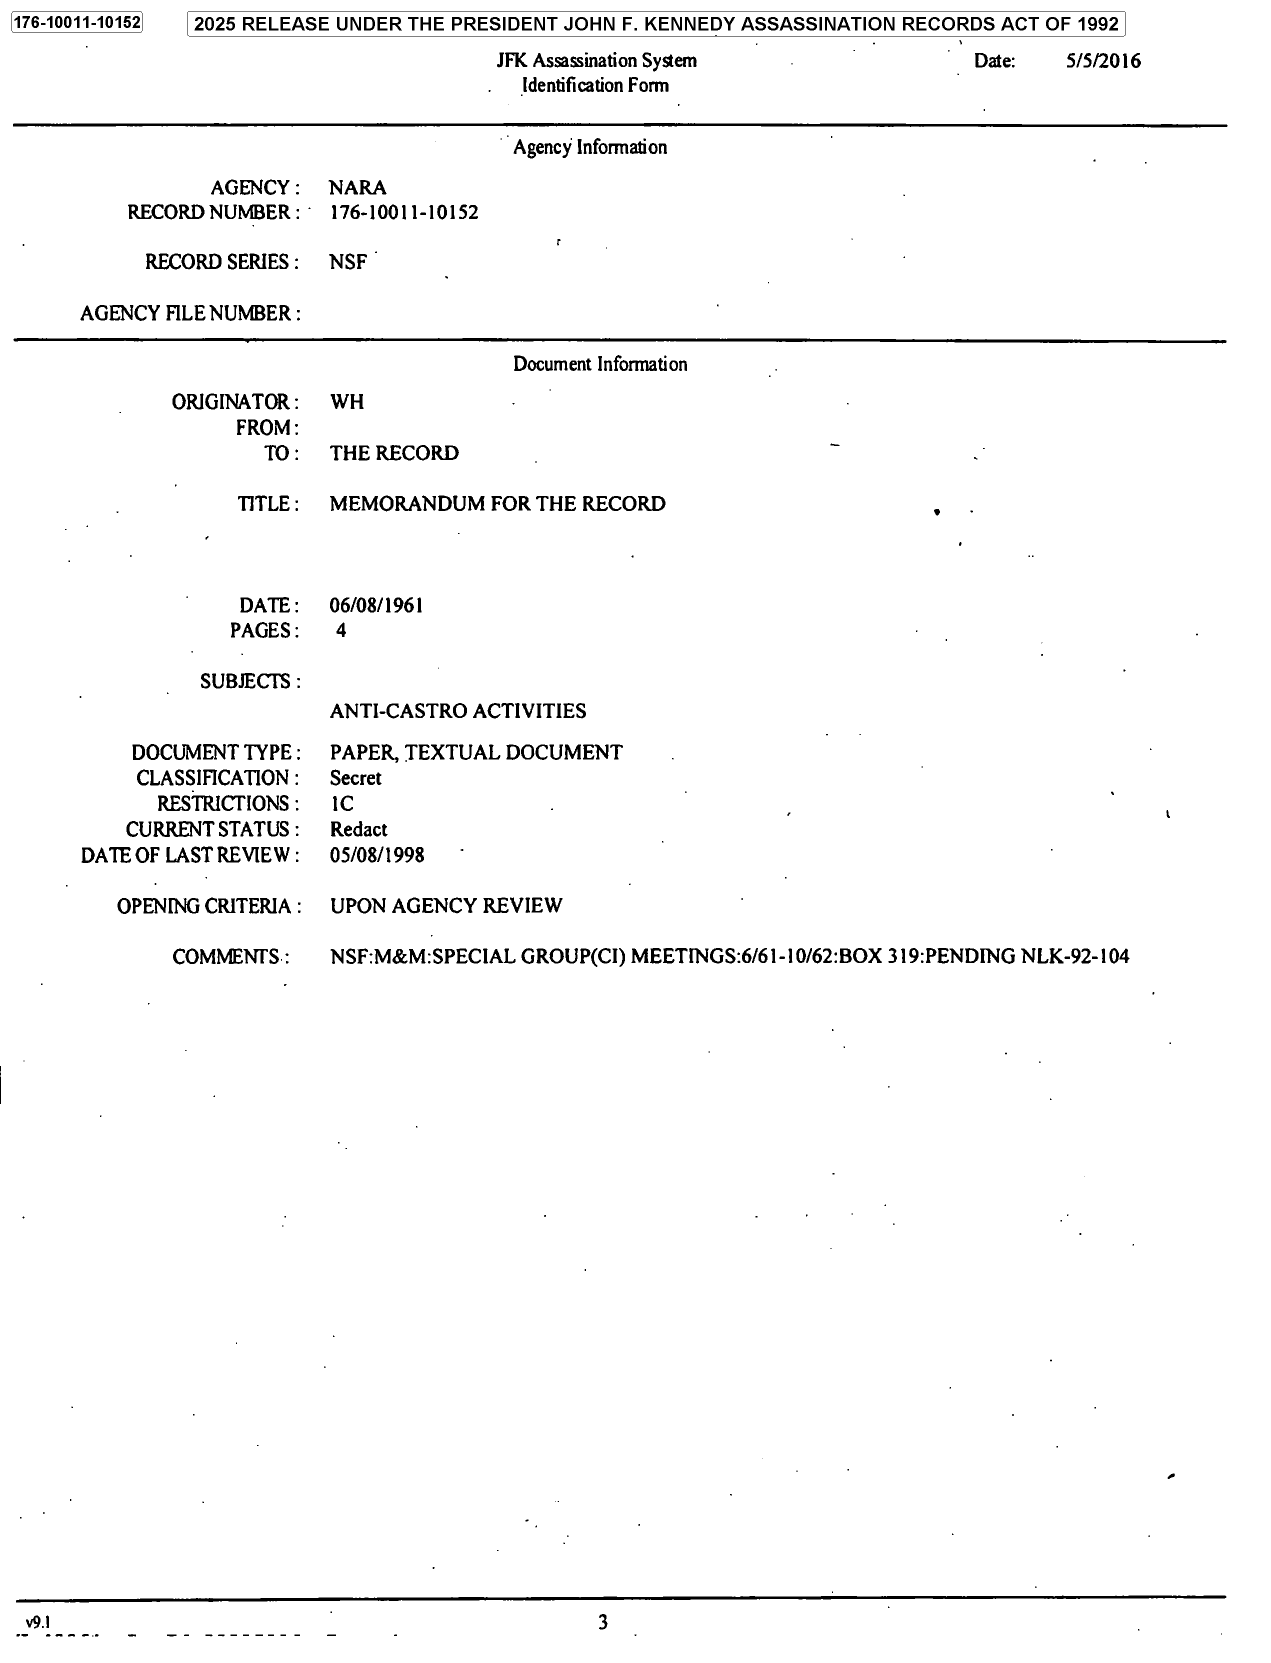 176-10011-10152
2025 RELEASE UNDER THE PRESIDENT JOHN F. KENNEDY ASSASSINATION RECORDS ACT OF 1992
JFK Assassination System
Identification Form
Date: 5/5/2016
Agency Information
AGENCY : NARA
RECORD NUMBER : 176-10011-10152
RECORD SERIES : NSF
AGENCY FILE NUMBER :
Document Information
ORIGINATOR : WH
FROM :
TO : THE RECORD
TITLE : MEMORANDUM FOR THE RECORD
DATE : 06/08/1961
PAGES : 4
SUBJECTS :
ANTI-CASTRO ACTIVITIES
DOCUMENT TYPE : PAPER, TEXTUAL DOCUMENT
CLASSIFICATION : Secret
RESTRICTIONS : 1C
CURRENT STATUS : Redact
DATE OF LAST REVIEW : 05/08/1998
OPENING CRITERIA : UPON AGENCY REVIEW
COMMENTS : NSF:M&M:SPECIAL GROUP(CI) MEETINGS:6/61-10/62:BOX 319:PENDING NLK-92-104
v9.1
3